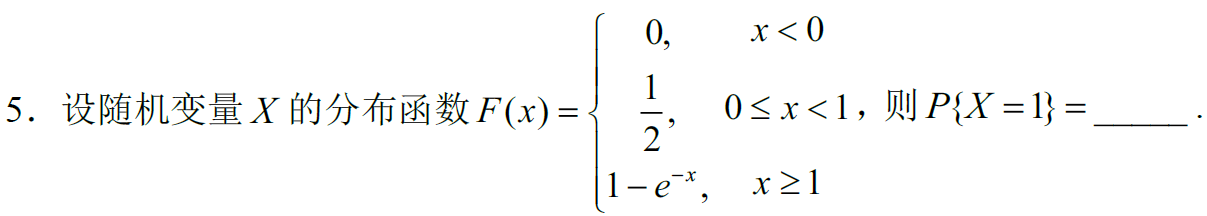 5．设随机变量 X 的分布函数 F(x) = { 0, x < 0
1/2, 0 ≤ x < 1，则 P{X = 1} = _____ .
1 − e^{−x}, x ≥ 1